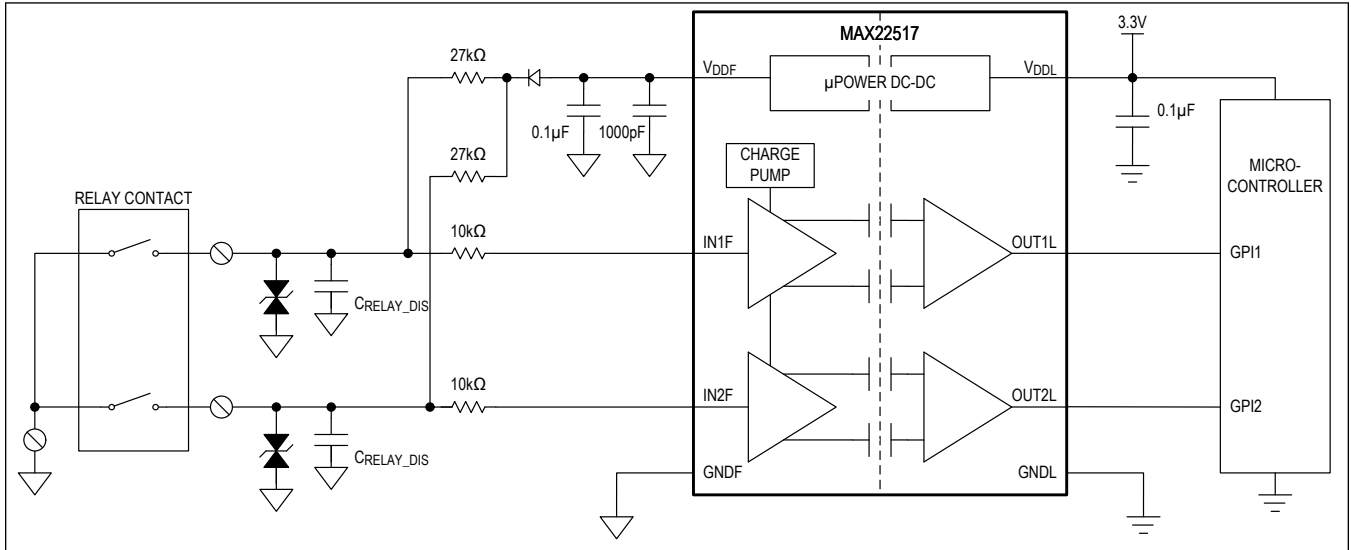 MAX22517
3.3V
27kΩ
VDDF
µPOWER DC-DC
VDDL
0.1µF
1000pF
0.1µF
27kΩ
CHARGE
PUMP
MICRO-
CONTROLLER
RELAY CONTACT
10kΩ
IN1F
OUT1L
GPI1
CRELAY_DIS
10kΩ
IN2F
OUT2L
GPI2
CRELAY_DIS
GNDF
GNDL